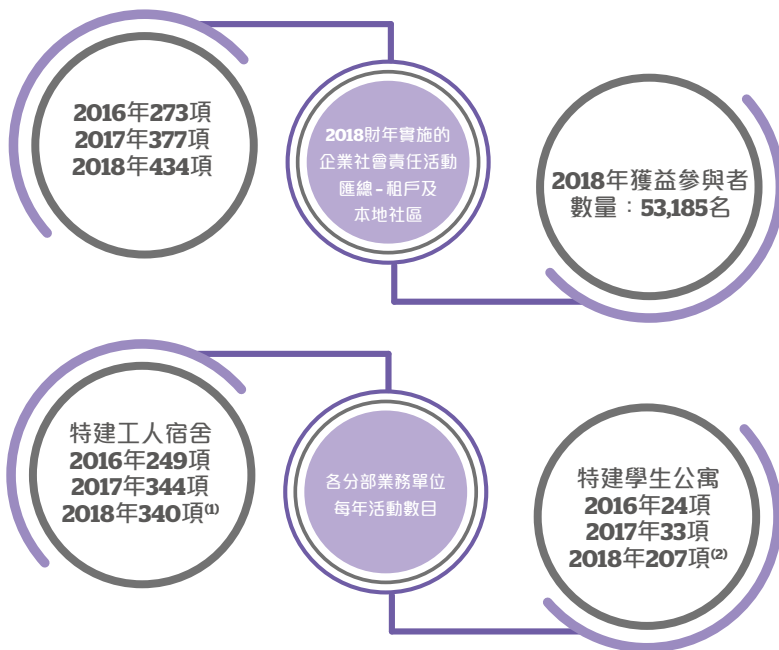 2016年273項
2017年377項
2018年434項
2018財年實施的
企業社會責任活動
匯總-租戶及
本地社區
2018年獲益參與者
數量：53,185名
特建工人宿舍
2016年249項
2017年344項
2018年340項(1)
各分部業務單位
每年活動數目
特建學生公寓
2016年24項
2017年33項
2018年207項(2)